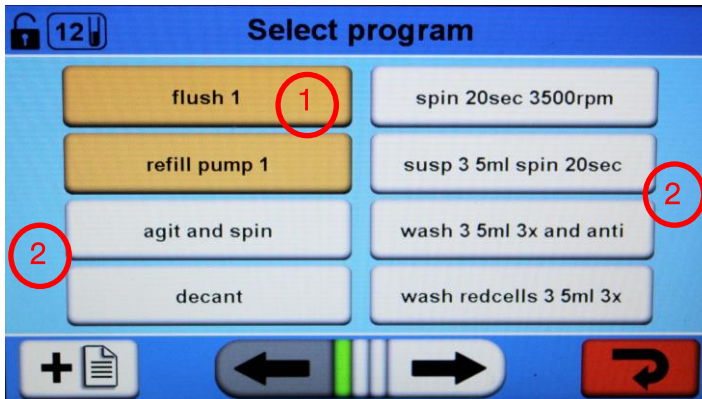 12
Select program
flush 1
1
spin 20sec 3500rpm
refill pump 1
susp 3 5ml spin 20sec
2
agit and spin
wash 3 5ml 3x and anti
2
decant
wash redcells 3 5ml 3x